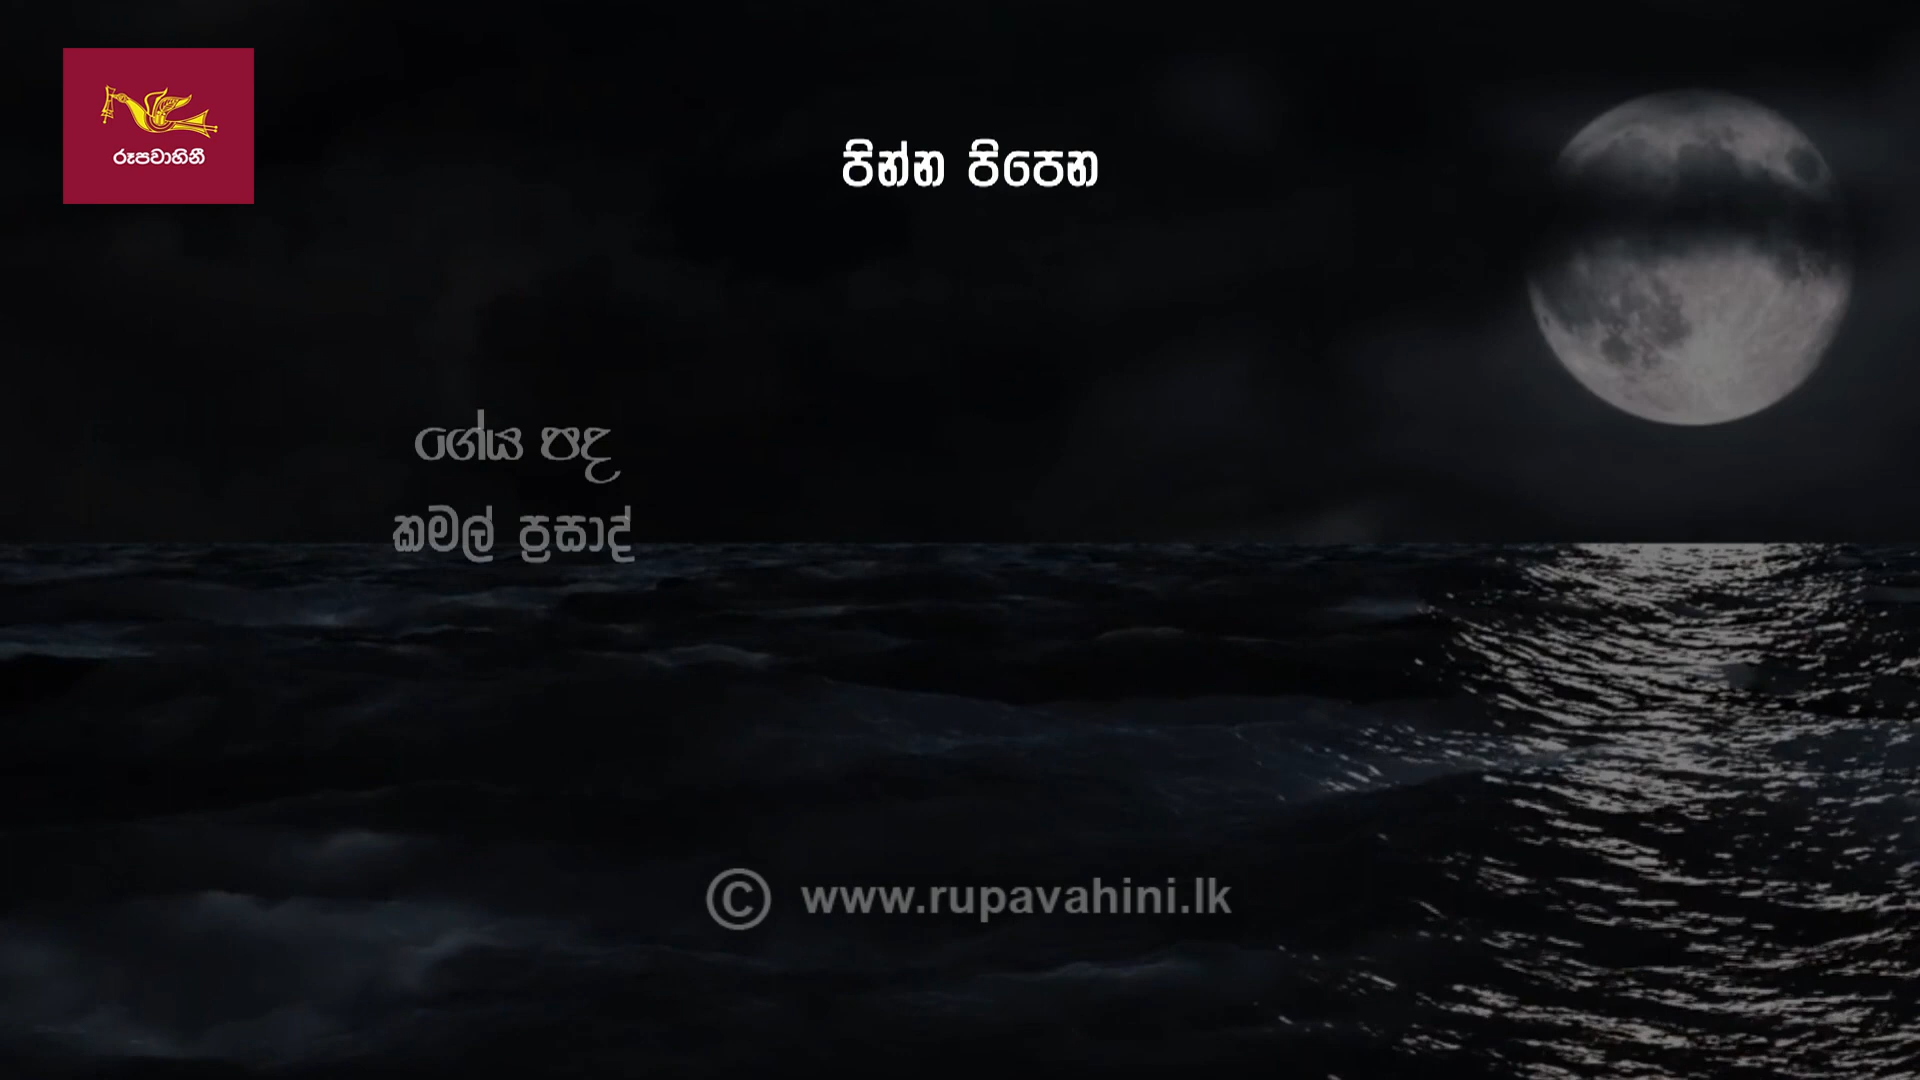 රූපවාහිනී
පින්න පිපෙන
ගේය පද
කමල් ප්‍රසාද්
© www.rupavahini.lk